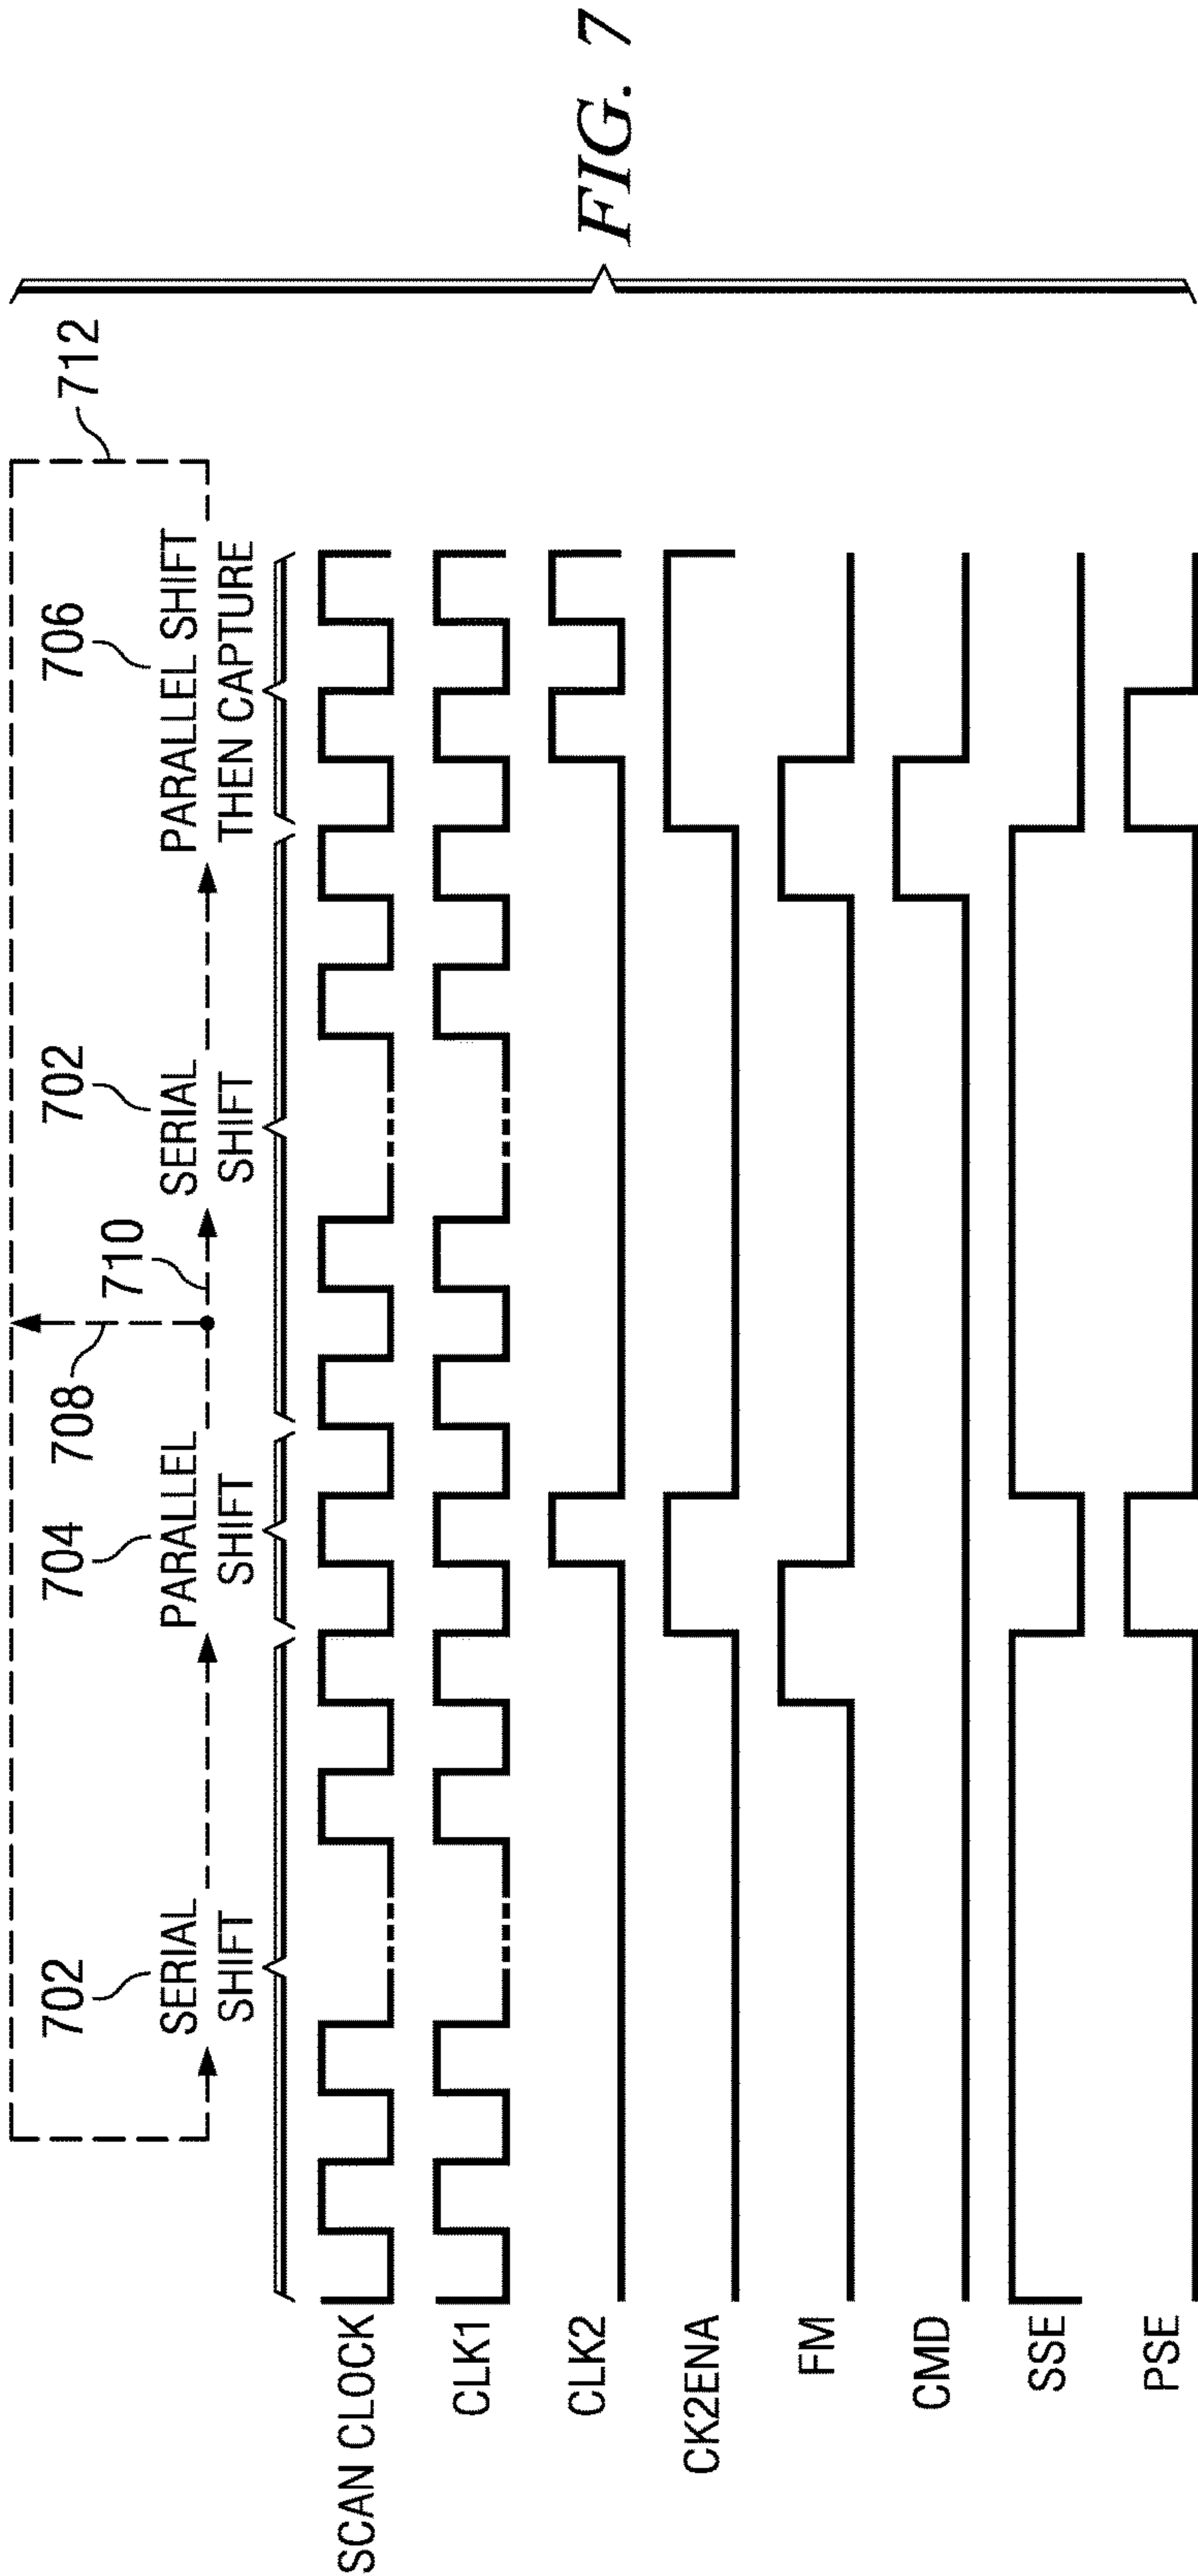 712
702
704
708
710
702
706
SERIAL
SHIFT
PARALLEL
SHIFT
SERIAL
SHIFT
PARALLEL SHIFT
THEN CAPTURE
SCAN CLOCK
CLK1
CLK2
CK2ENA
FM
CMD
SSE
PSE
FIG. 7